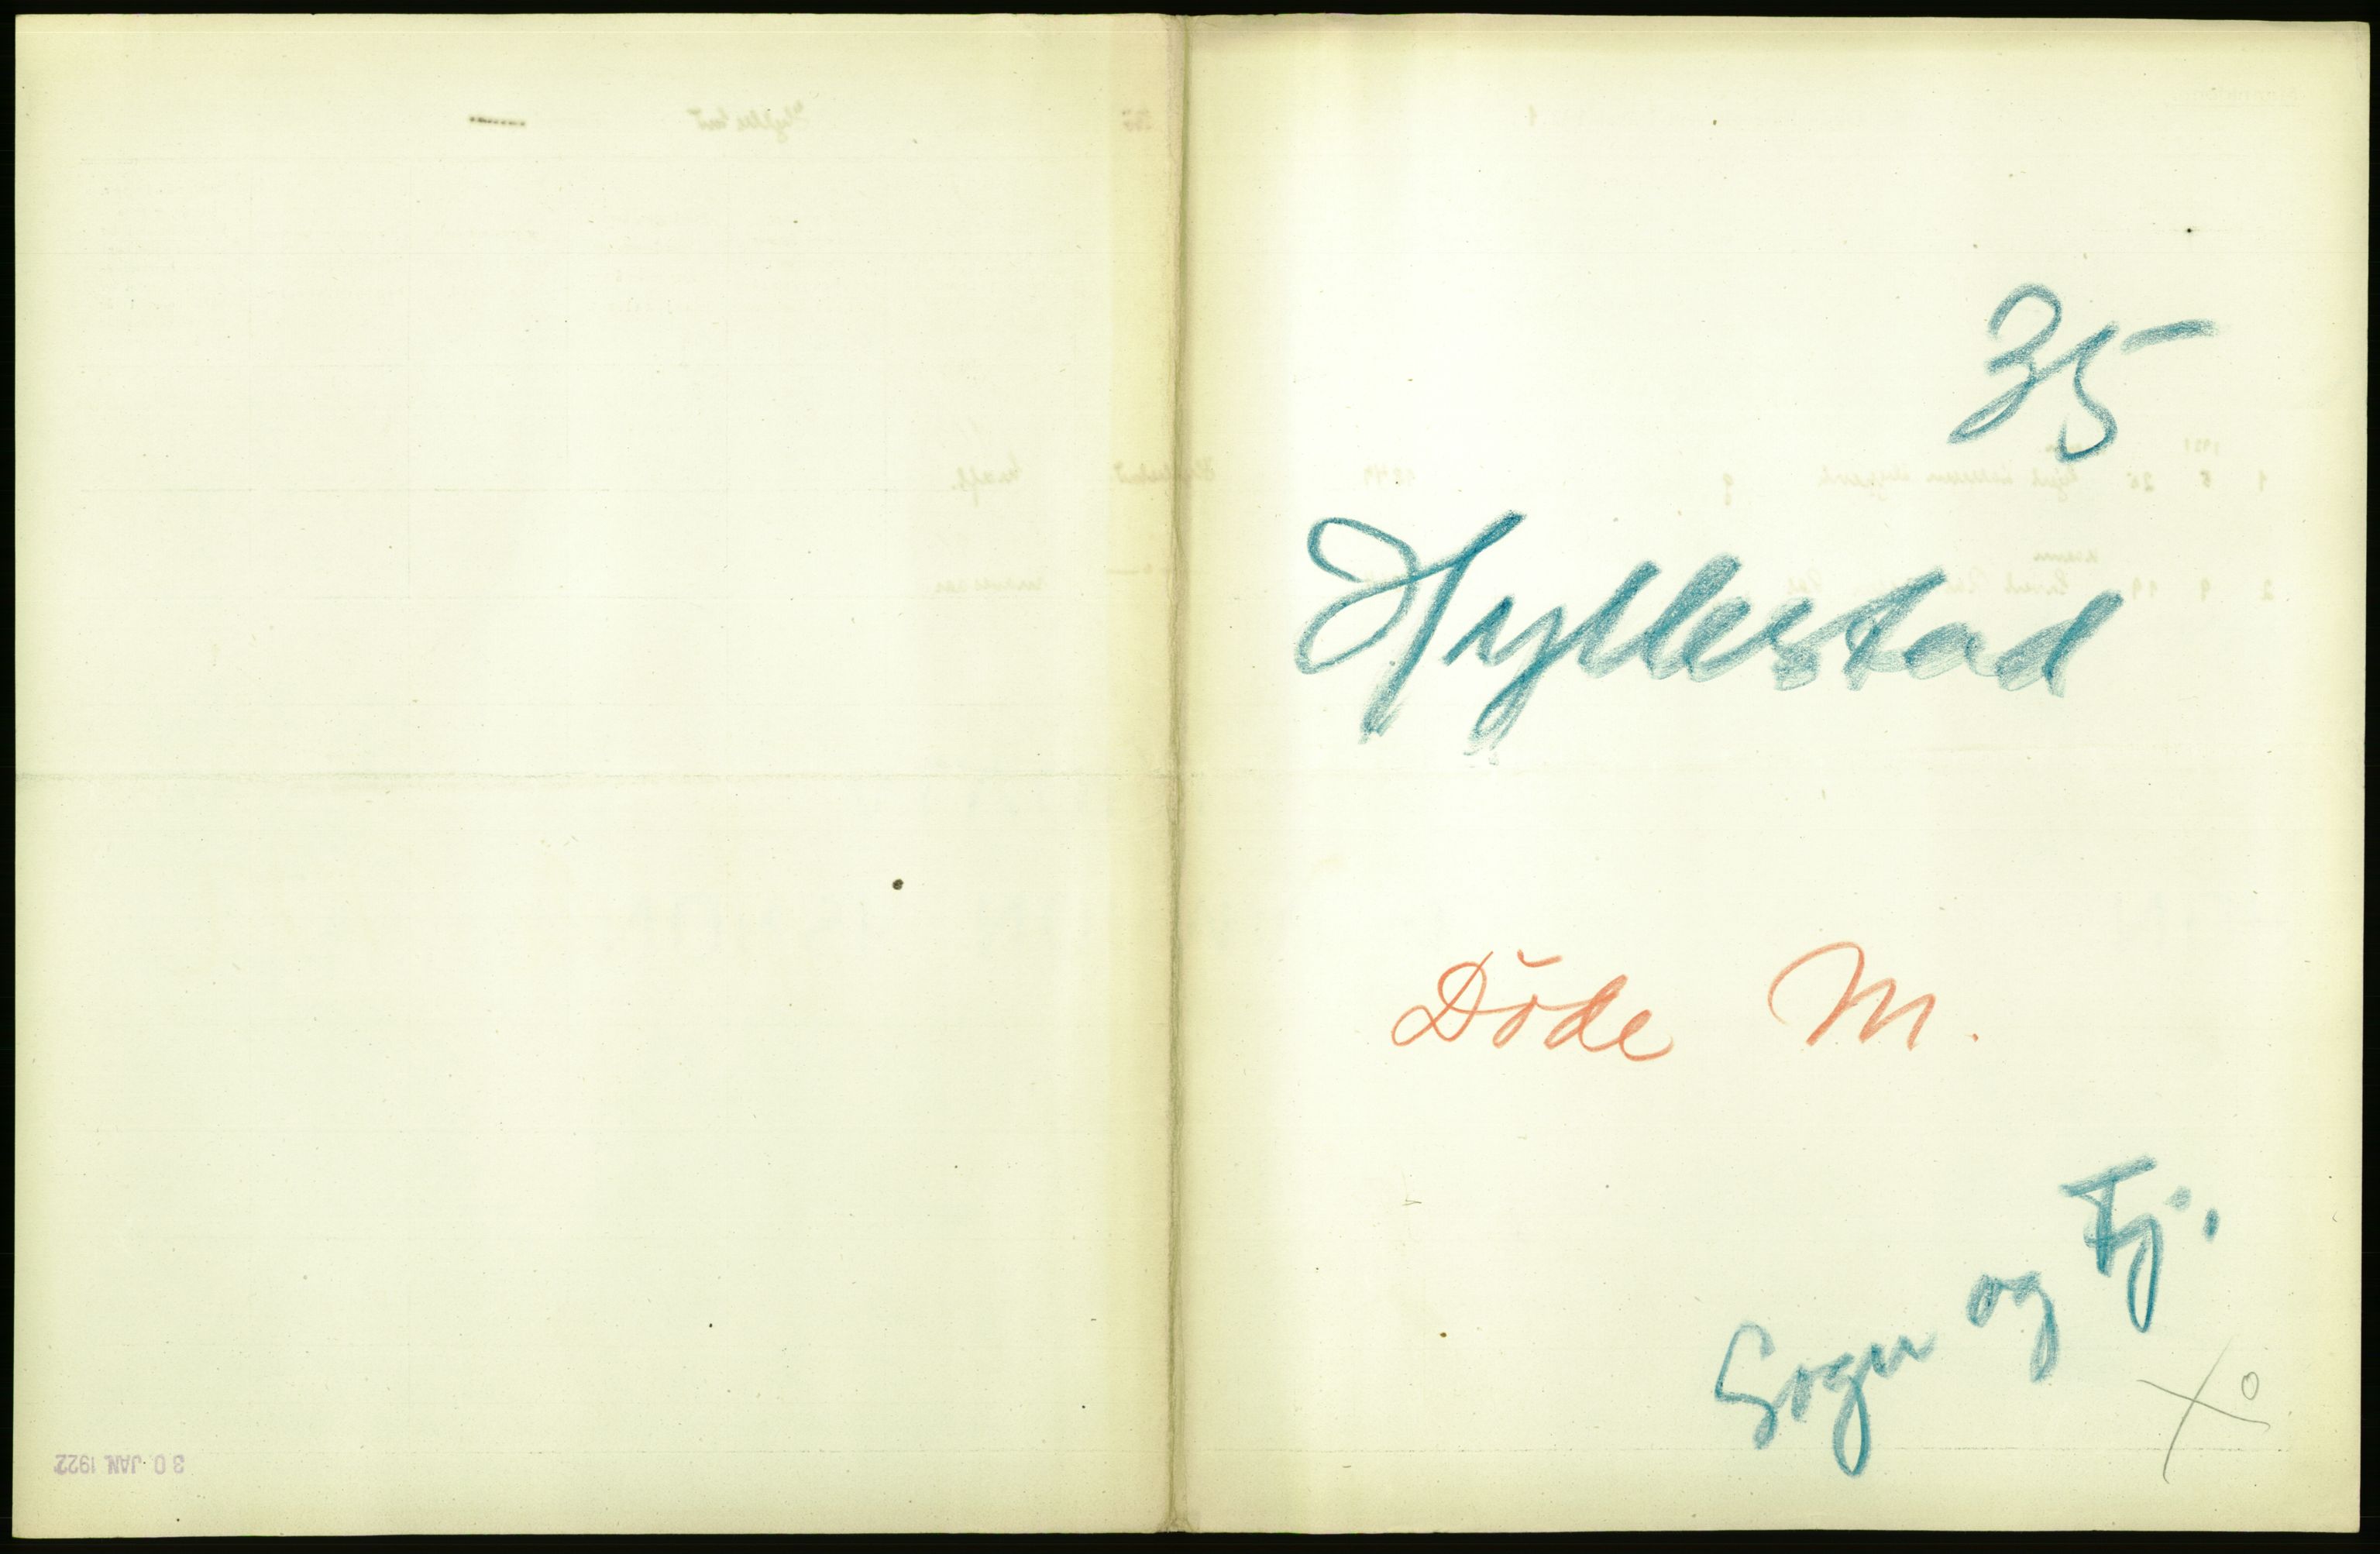 35
Hyllestad
Døde M.
Sogn og Fj.
30 JAN 1922